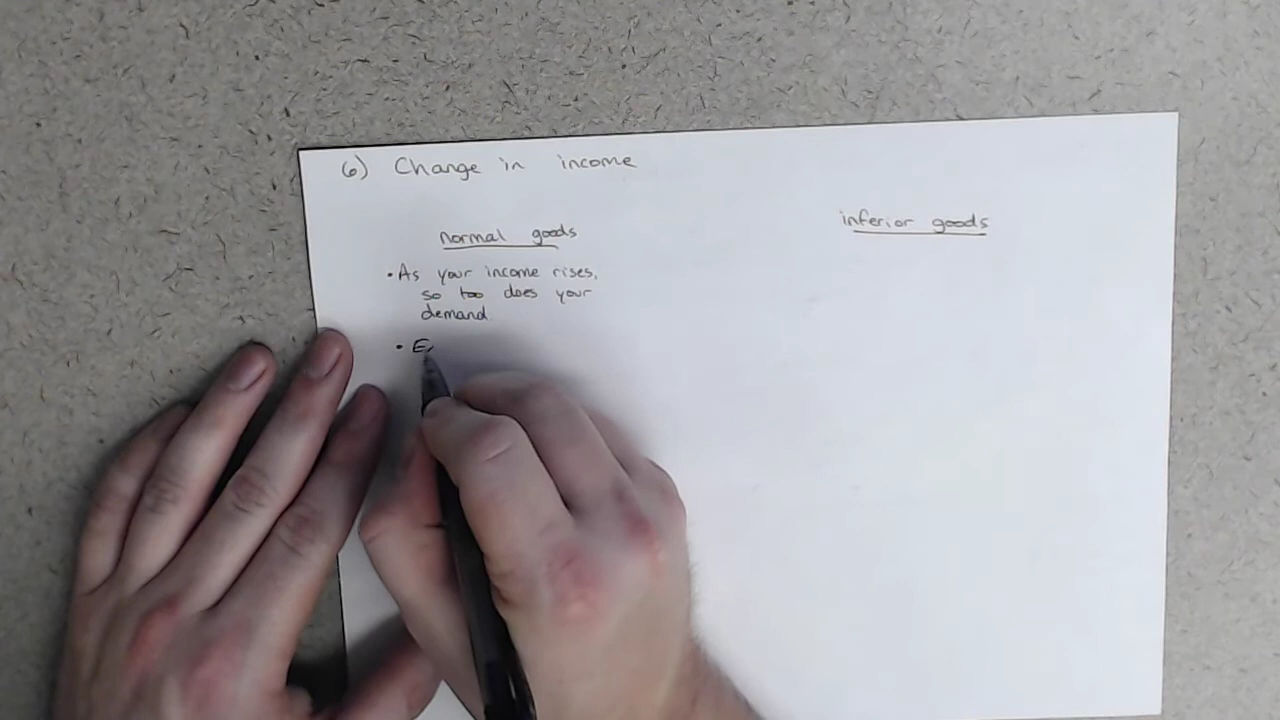 6) Change in income
normal goods
• As your income rises,
so too does your
demand
• E
inferior goods